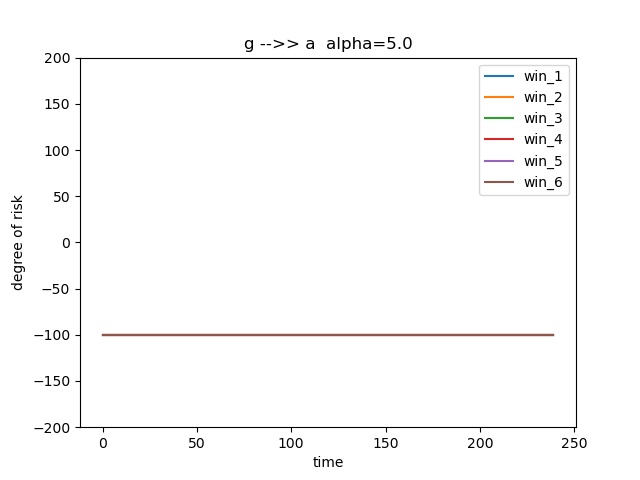 g -->> a  alpha=5.0
200
150
100
50
0
−50
−100
−150
−200
degree of risk
win_1
win_2
win_3
win_4
win_5
win_6
0 50 100 150 200 250
time